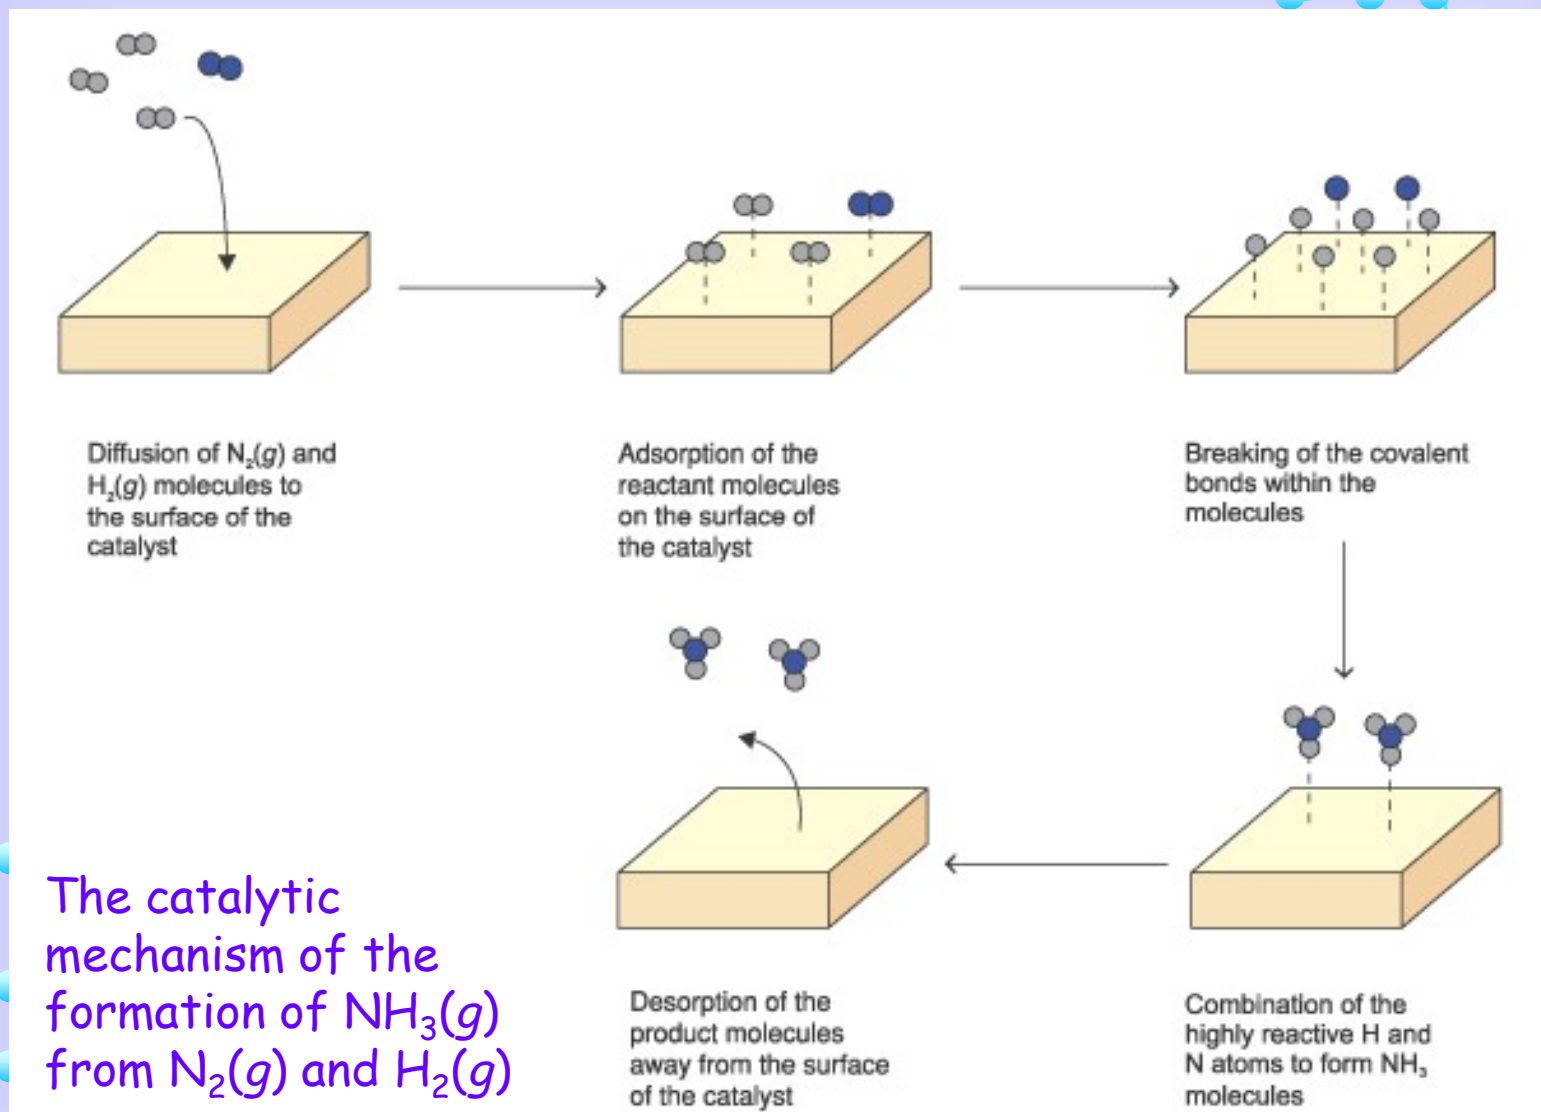 Diffusion of N₂(g) and
H₂(g) molecules to
the surface of the
catalyst
Adsorption of the
reactant molecules
on the surface of
the catalyst
Breaking of the covalent
bonds within the
molecules
Combination of the
highly reactive H and
N atoms to form NH₃
molecules
Desorption of the
product molecules
away from the surface
of the catalyst
The catalytic
mechanism of the
formation of NH₃(g)
from N₂(g) and H₂(g)